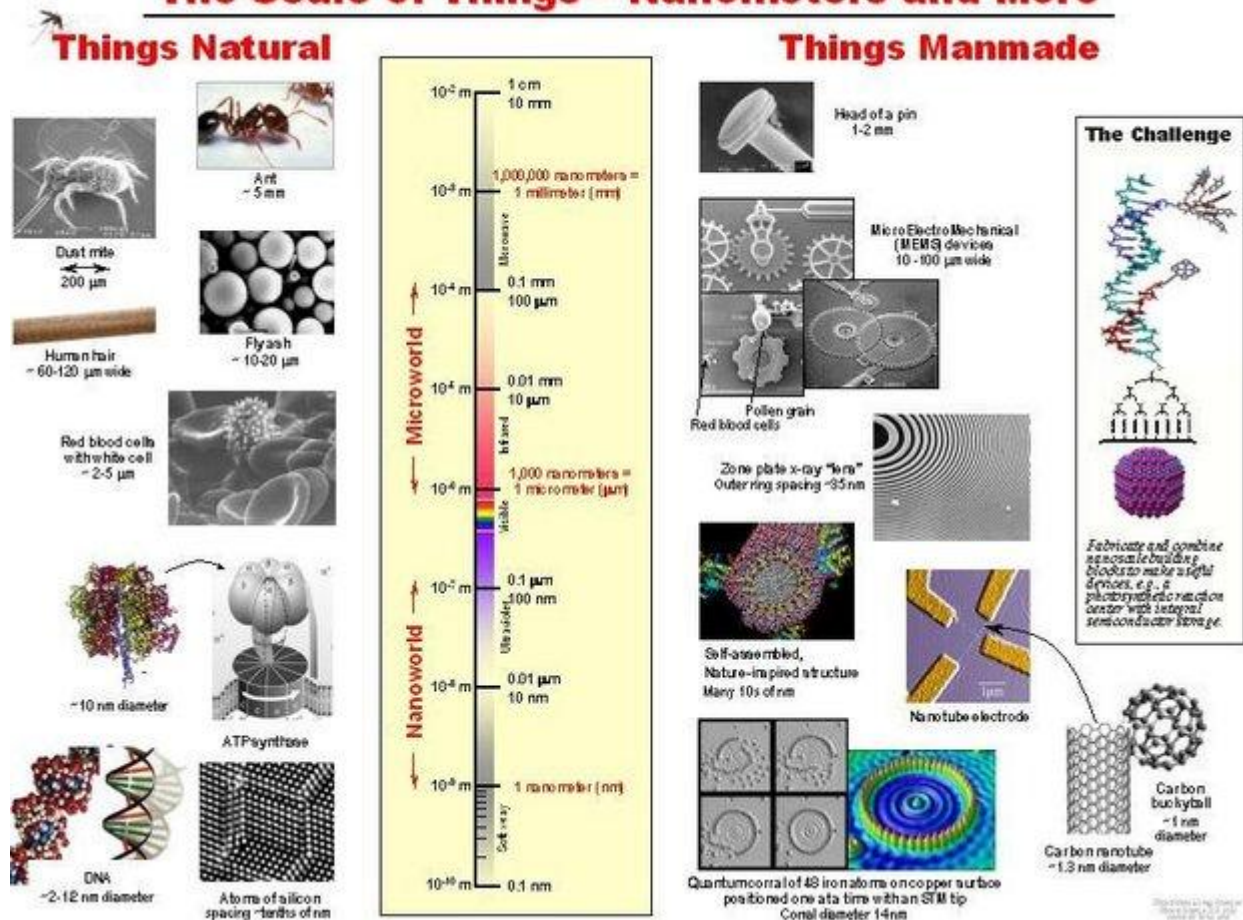 The Scale of Things – Nanometers and More
Things Natural
Things Manmade
Ant
~ 5 mm
Dust mite
200 µm
Human hair
~ 60-120 µm wide
Fly ash
~ 10-20 µm
Red blood cells
with white cell
~ 2-5 µm
~10 nm diameter
ATP synthase
DNA
~2-12 nm diameter
Atoms of silicon
spacing ~tenths of nm
10⁻² m
1 cm
10 mm
1,000,000 nanometers =
10⁻³ m
1 millimeter (mm)
Microwave
10⁻⁴ m
0.1 mm
100 µm
Microworld
10⁻⁵ m
0.01 mm
10 µm
Infrared
1,000 nanometers =
10⁻⁶ m
1 micrometer (µm)
Visible
10⁻⁷ m
0.1 µm
100 nm
Ultraviolet
Nanoworld
10⁻⁸ m
0.01 µm
10 nm
10⁻⁹ m
1 nanometer (nm)
Soft x-ray
10⁻¹⁰ m
0.1 nm
Head of a pin
1-2 mm
MicroElectroMechanical
(MEMS) devices
10 -100 µm wide
Pollen grain
Red blood cells
Zone plate x-ray "lens"
Outer ring spacing ~35 nm
Self-assembled,
Nature-inspired structure
Many 10s of nm
1µm
Nanotube electrode
Quantum corral of 48 iron atoms on copper surface
positioned one at a time with an STM tip
Corral diameter 14 nm
Carbon nanotube
~1.3 nm diameter
Carbon
buckyball
~1 nm
diameter
The Challenge
Fabricate and combine
nanoscale building
blocks to make useful
devices, e.g., a
photosynthetic reaction
center with integral
semiconductor storage.